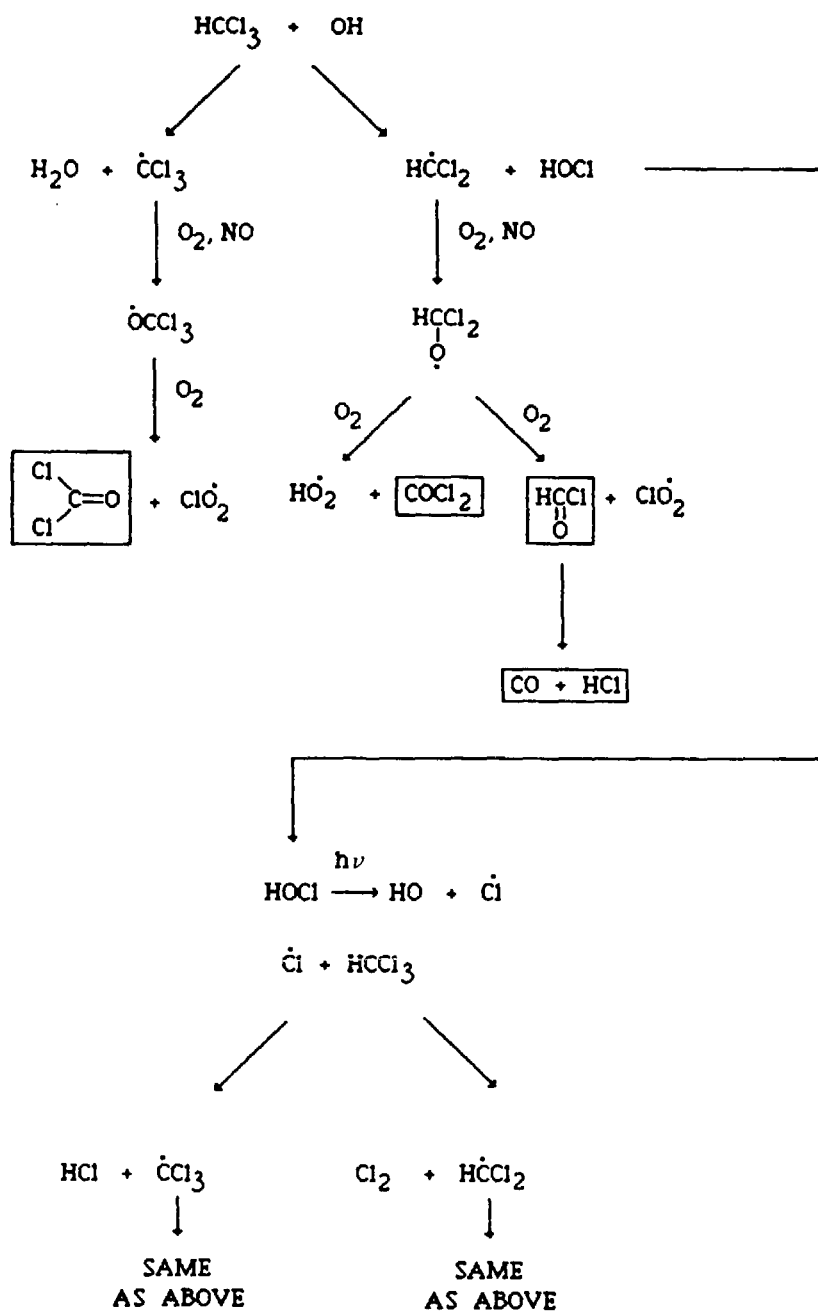 HCCl3 + OH
H2O + ĊCl3 HĊCl2 + HOCl
O2, NO O2, NO
ȮCCl3 HCCl2
O
O2 O2 O2
Cl
C=O + ClȮ2 HȮ2 + COCl2 HCCl + ClȮ2
Cl O
CO + HCl
hν
HOCl → HO + Ċl
Ċl + HCCl3
HCl + ĊCl3 Cl2 + HĊCl2
SAME SAME
AS ABOVE AS ABOVE